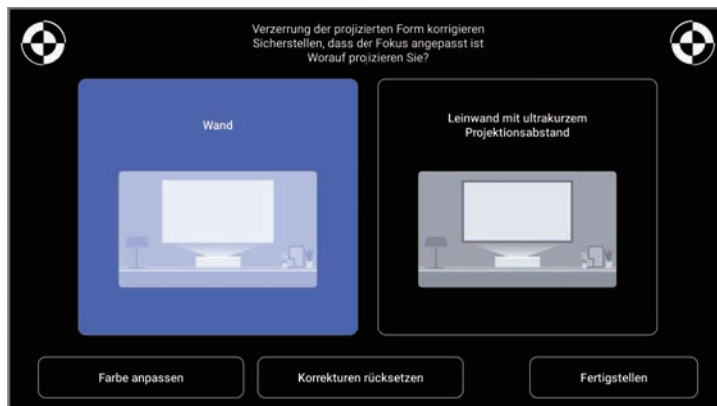 Verzerrung der projizierten Form korrigieren
Sicherstellen, dass der Fokus angepasst ist
Worauf projizieren Sie?
Wand
Leinwand mit ultrakurzem
Projektionsabstand
Farbe anpassen
Korrekturen rücksetzen
Fertigstellen